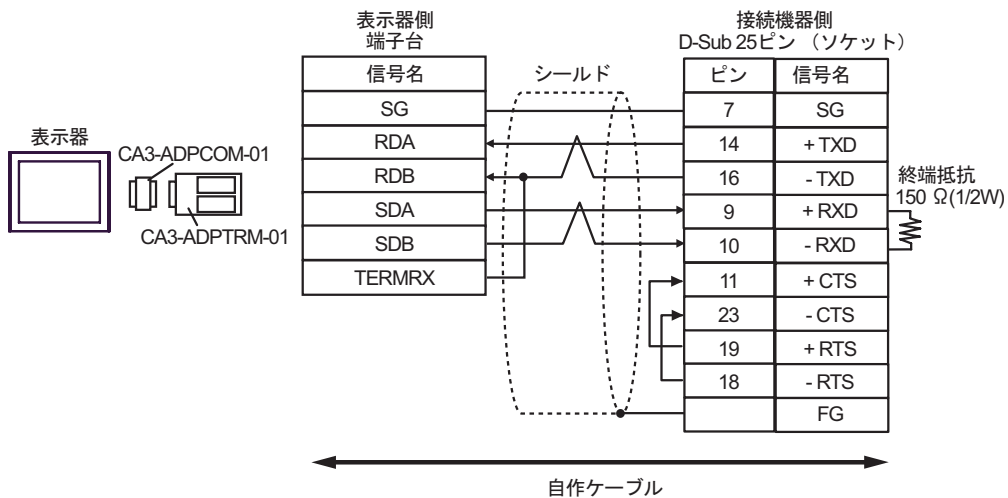 表示器側
端子台
接続機器側
D-Sub 25ピン （ソケット）
信号名
シールド
ピン
信号名
SG
7
SG
表示器
CA3-ADPCOM-01
CA3-ADPTRM-01
RDA
14
+ TXD
RDB
16
- TXD
終端抵抗
150 Ω(1/2W)
SDA
9
+ RXD
SDB
10
- RXD
TERMRX
11
+ CTS
23
- CTS
19
+ RTS
18
- RTS
FG
自作ケーブル